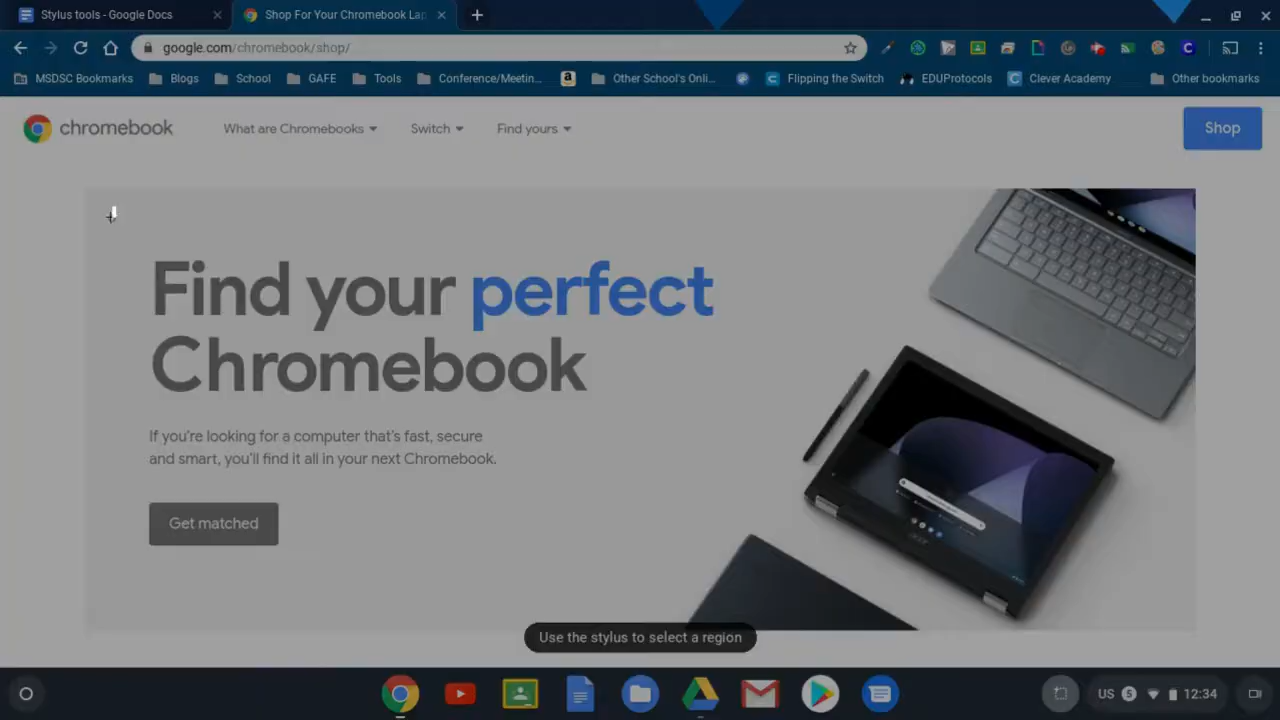 Stylus tools - Google Docs
Shop For Your Chromebook Lap
google.com/chromebook/shop/
MSDSC Bookmarks Blogs School GAFE Tools Conference/Meetin... Other School's Onli... Flipping the Switch EDUProtocols Clever Academy Other bookmarks
chromebook What are Chromebooks Switch Find yours Shop
Find your perfect
Chromebook
If you're looking for a computer that's fast, secure
and smart, you'll find it all in your next Chromebook.
Get matched
acer
Use the stylus to select a region
US 5 12:34